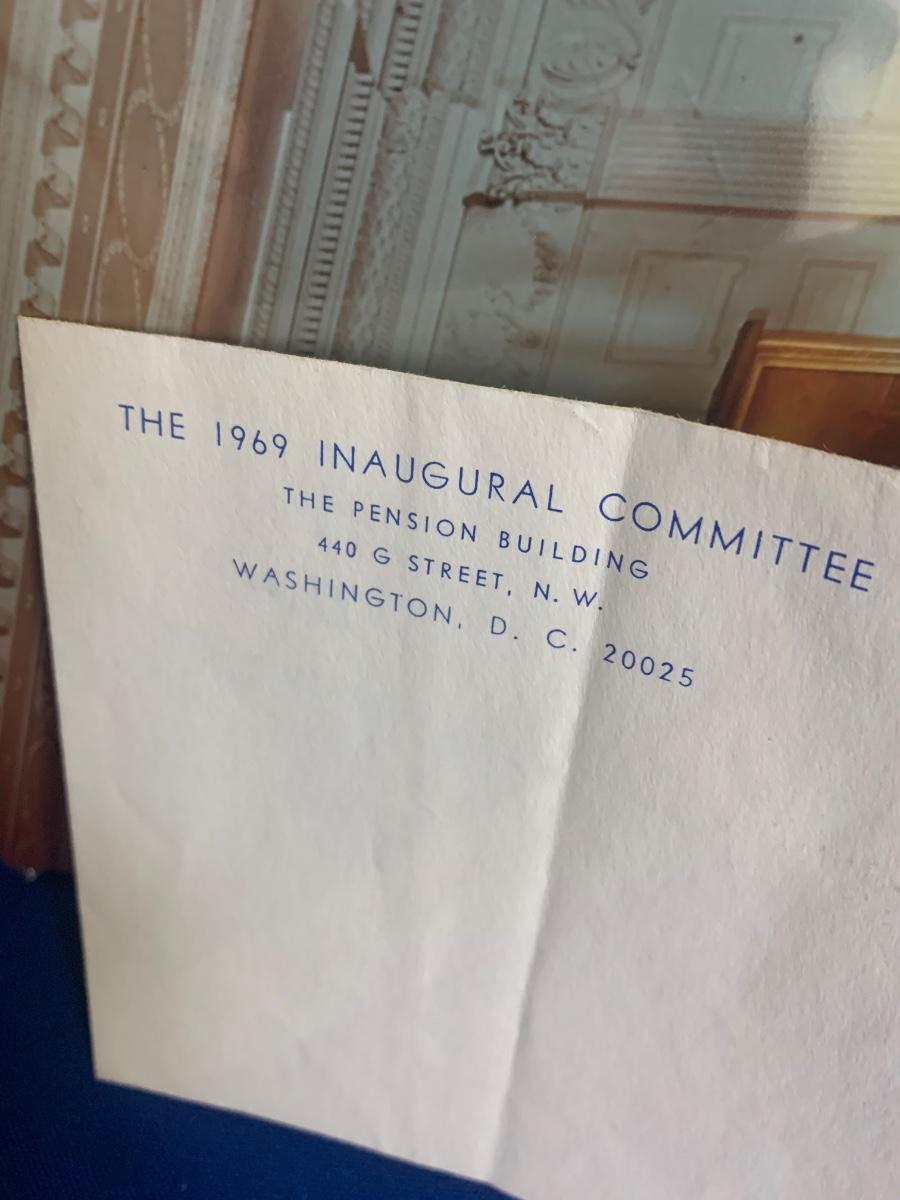 THE 1969 INAUGURAL COMMITTEE
THE PENSION BUILDING
440 G STREET, N. W.
WASHINGTON, D. C. 20025